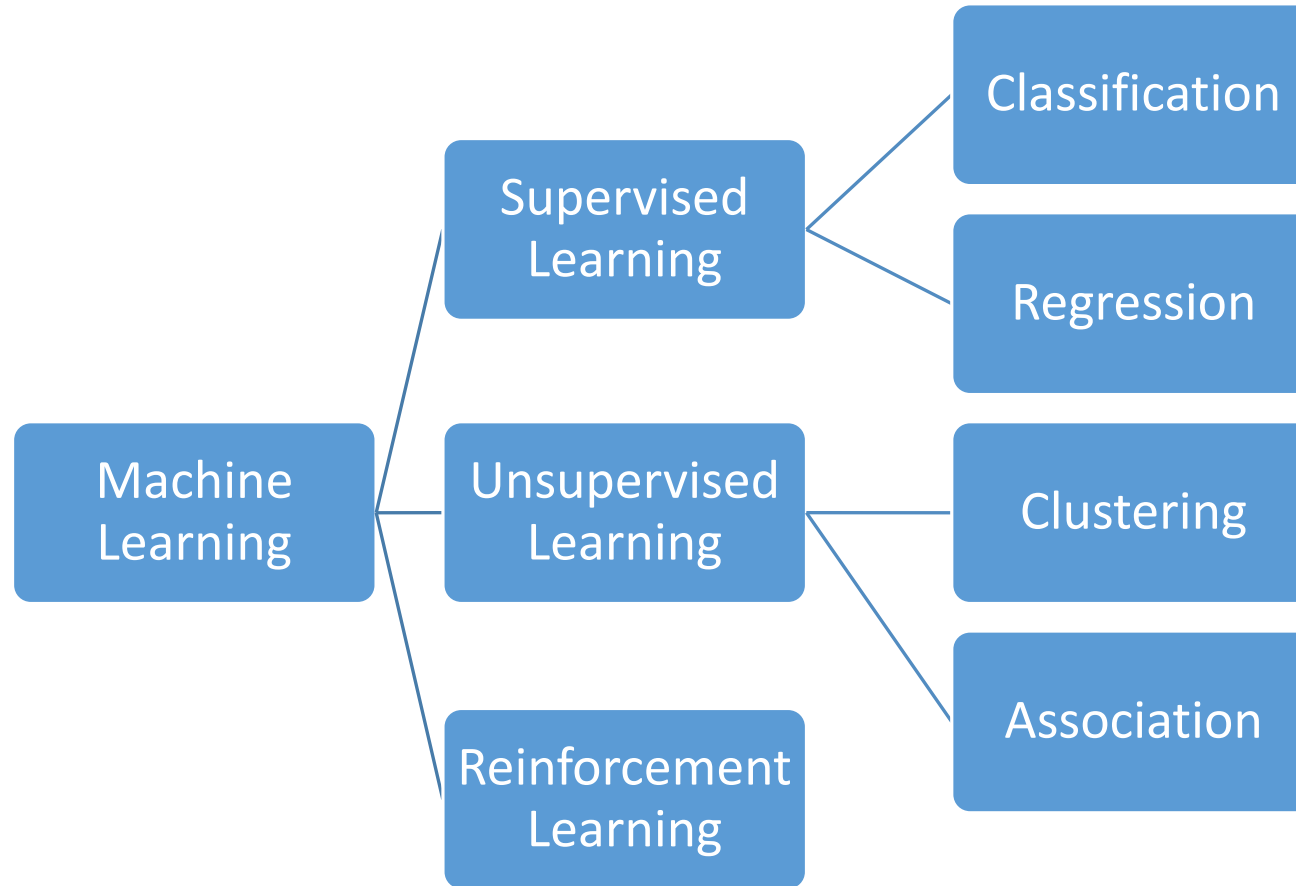 Machine
Learning
Supervised
Learning
Unsupervised
Learning
Reinforcement
Learning
Classification
Regression
Clustering
Association